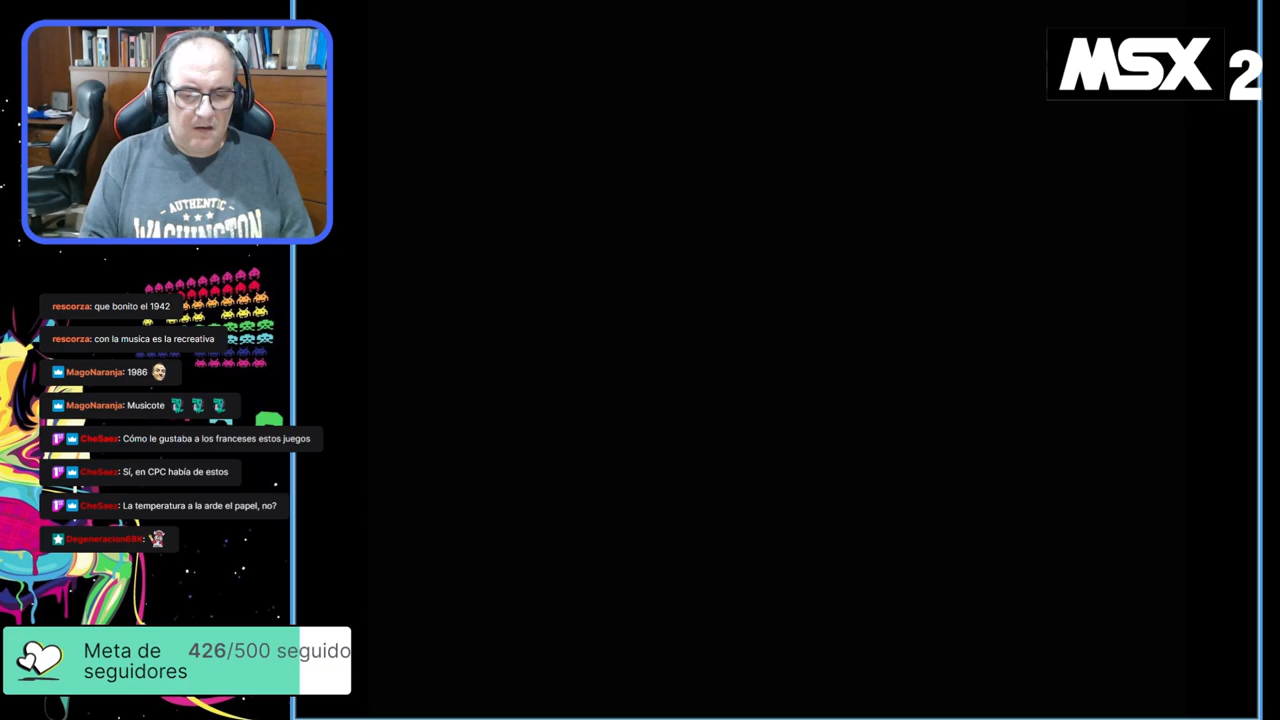 MSX 2
- AUTHENTIC -
WASHINGTON
rescorza: que bonito el 1942
rescorza: con la musica es la recreativa
MagoNaranja: 1986
MagoNaranja: Musicote
CheSaez: Cómo le gustaba a los franceses estos juegos
CheSaez: Sí, en CPC había de estos
CheSaez: La temperatura a la arde el papel, no?
Degeneracion68K:
Meta de
seguidores
426/500 seguido